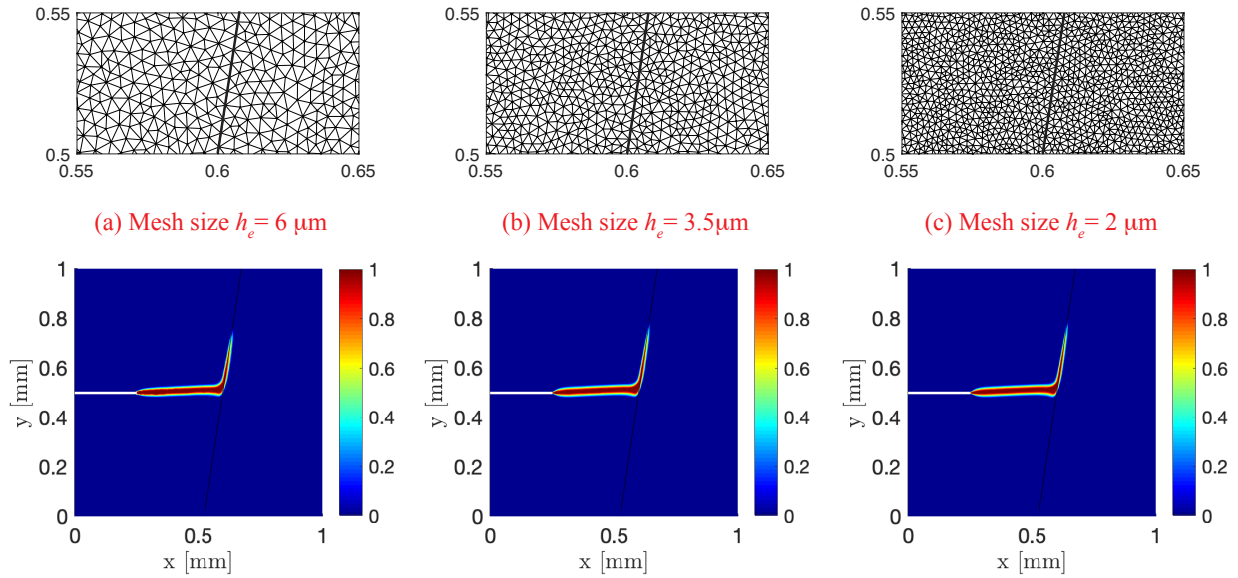 0.55 0.55 0.55
0.5 0.5 0.5
0.55 0.6 0.65 0.55 0.6 0.65 0.55 0.6 0.65
(a) Mesh size hₑ= 6 μm (b) Mesh size hₑ= 3.5μm (c) Mesh size hₑ= 2 μm
1 1 1 1 1 1
0.8 0.8 0.8 0.8 0.8 0.8
y [mm] 0.6 0.6 y [mm] 0.6 0.6 y [mm] 0.6 0.6
0.4 0.4 0.4 0.4 0.4 0.4
0.2 0.2 0.2 0.2 0.2 0.2
0 0 0 0 0 0
0 0.5 1 0 0.5 1 0 0.5 1
x [mm] x [mm] x [mm]